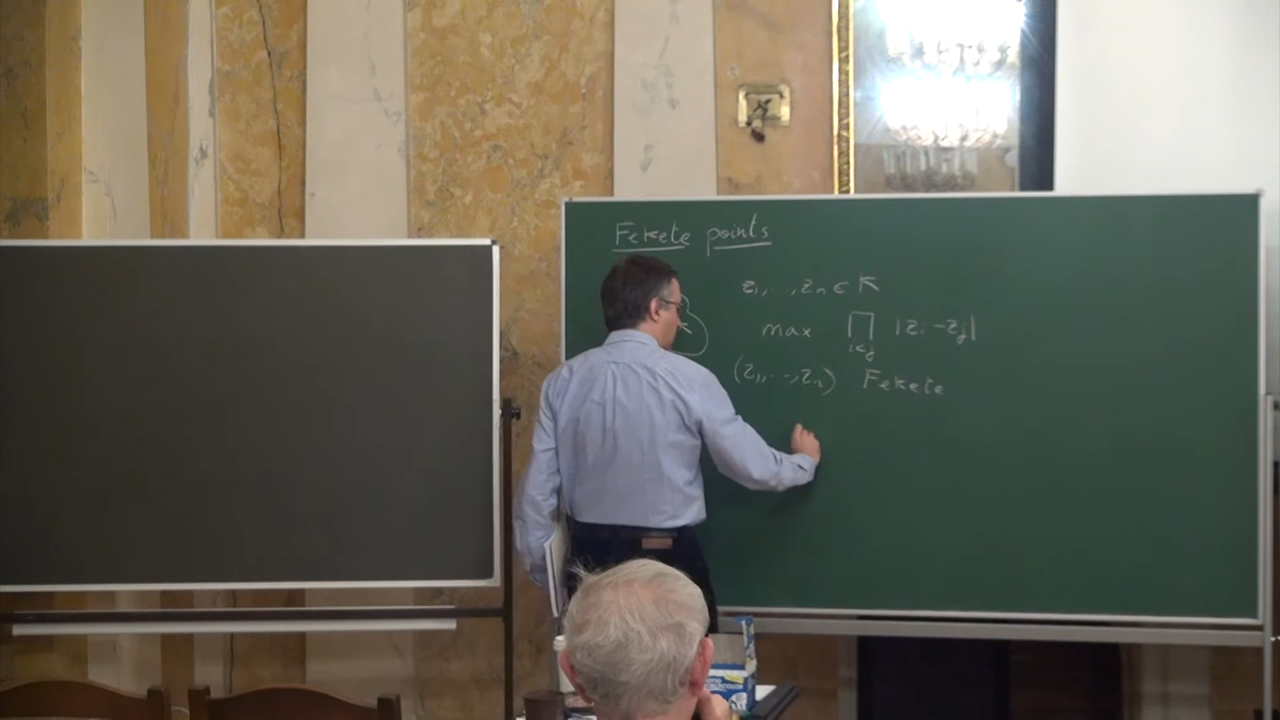 Fekete points
z₁,...,zₙ ∈ K
max ∏ i<j |zᵢ - zⱼ|
(z₁,...,zₙ) Fekete
K